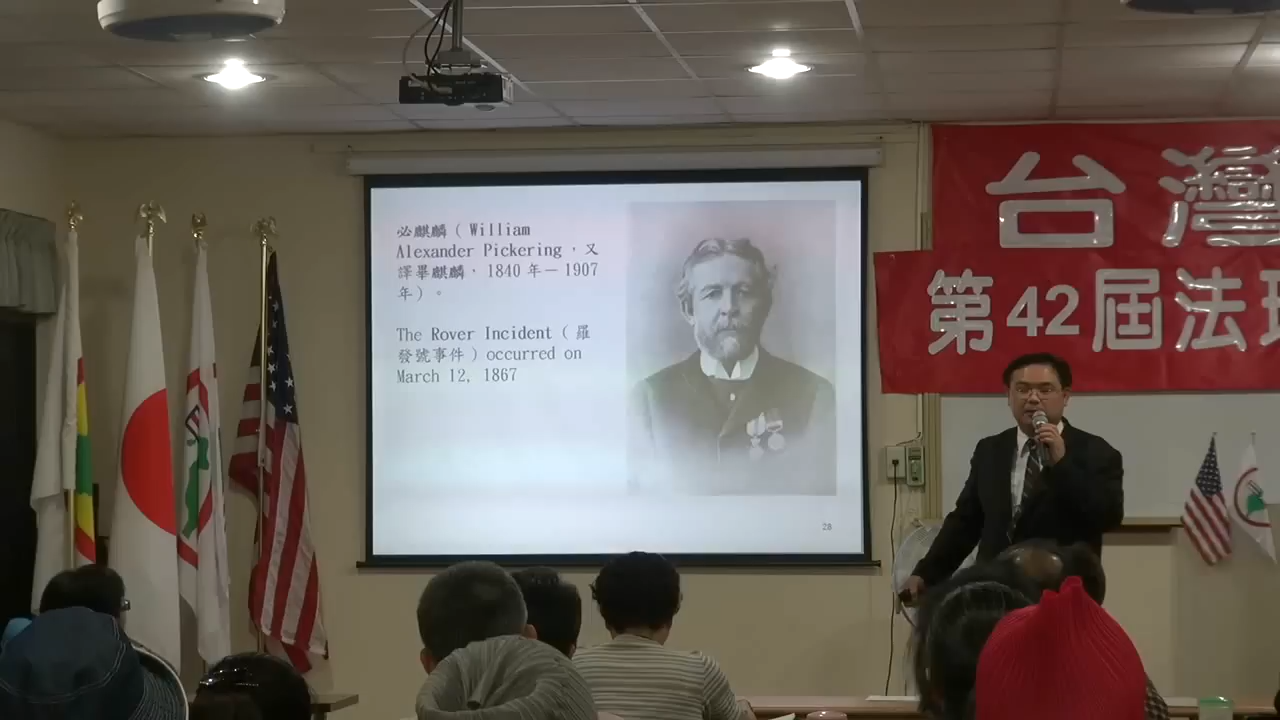 必麒麟（William
Alexander Pickering，又
譯畢麒麟，1840 年－1907
年）。
The Rover Incident（羅
發號事件）occurred on
March 12, 1867
28
台灣
第42屆法理